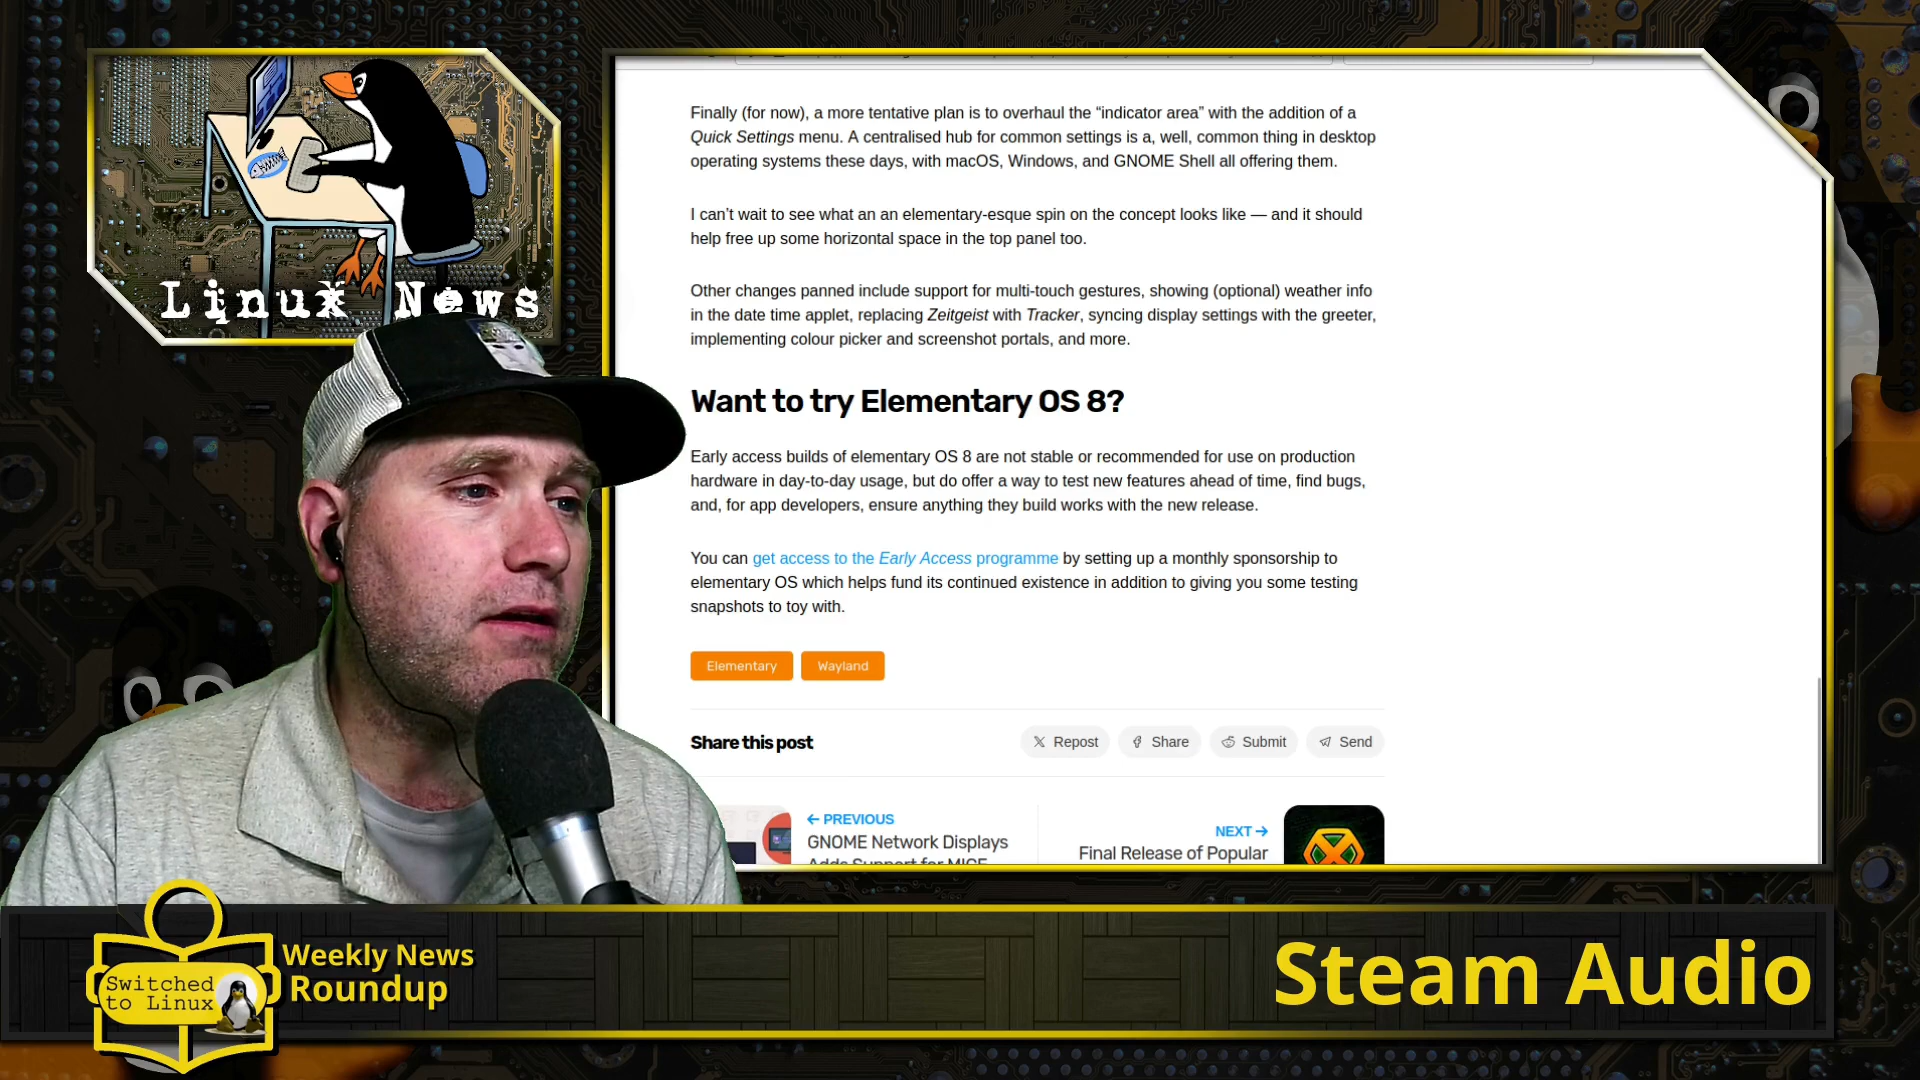 Linux News
Finally (for now), a more tentative plan is to overhaul the “indicator area” with the addition of a
Quick Settings menu. A centralised hub for common settings is a, well, common thing in desktop
operating systems these days, with macOS, Windows, and GNOME Shell all offering them.
I can’t wait to see what an an elementary-esque spin on the concept looks like — and it should
help free up some horizontal space in the top panel too.
Other changes panned include support for multi-touch gestures, showing (optional) weather info
in the date time applet, replacing Zeitgeist with Tracker, syncing display settings with the greeter,
implementing colour picker and screenshot portals, and more.
Want to try Elementary OS 8?
Early access builds of elementary OS 8 are not stable or recommended for use on production
hardware in day-to-day usage, but do offer a way to test new features ahead of time, find bugs,
and, for app developers, ensure anything they build works with the new release.
You can get access to the Early Access programme by setting up a monthly sponsorship to
elementary OS which helps fund its continued existence in addition to giving you some testing
snapshots to toy with.
Elementary
Wayland
Share this post
Repost
Share
Submit
Send
← PREVIOUS
GNOME Network Displays
Adds Support for MICE
NEXT →
Final Release of Popular
Switched
to Linux
Weekly News
Roundup
Steam Audio